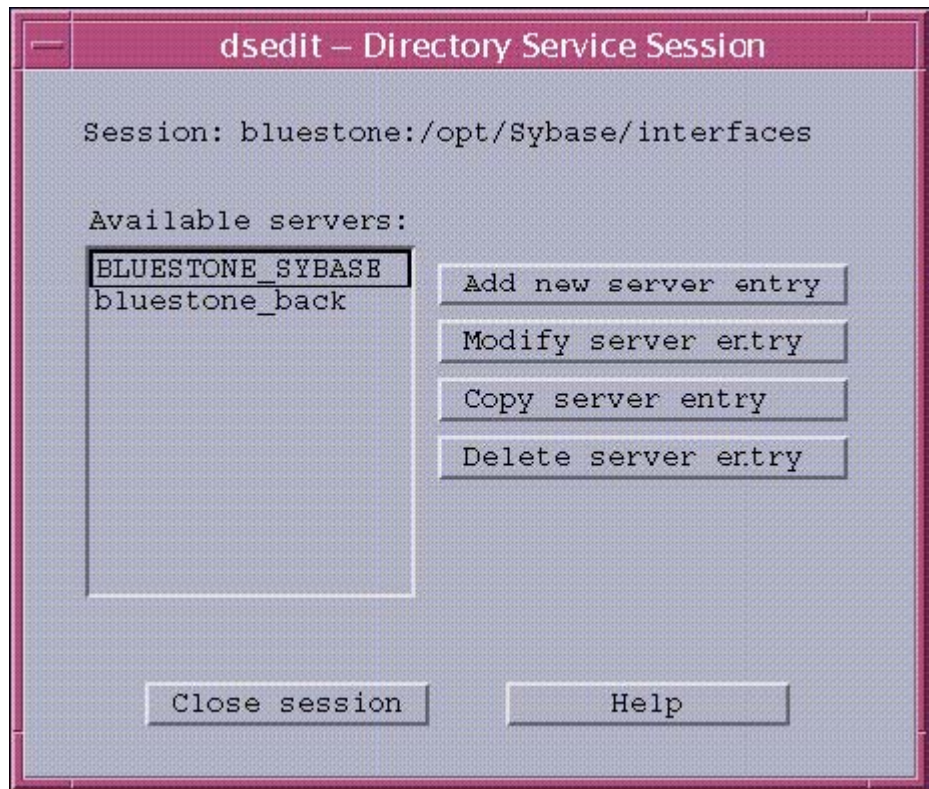 dsedit – Directory Service Session
Session: bluestone:/opt/Sybase/interfaces
Available servers:
BLUESTONE_SYBASE
bluestone_back
Add new server entry
Modify server entry
Copy server entry
Delete server entry
Close session
Help